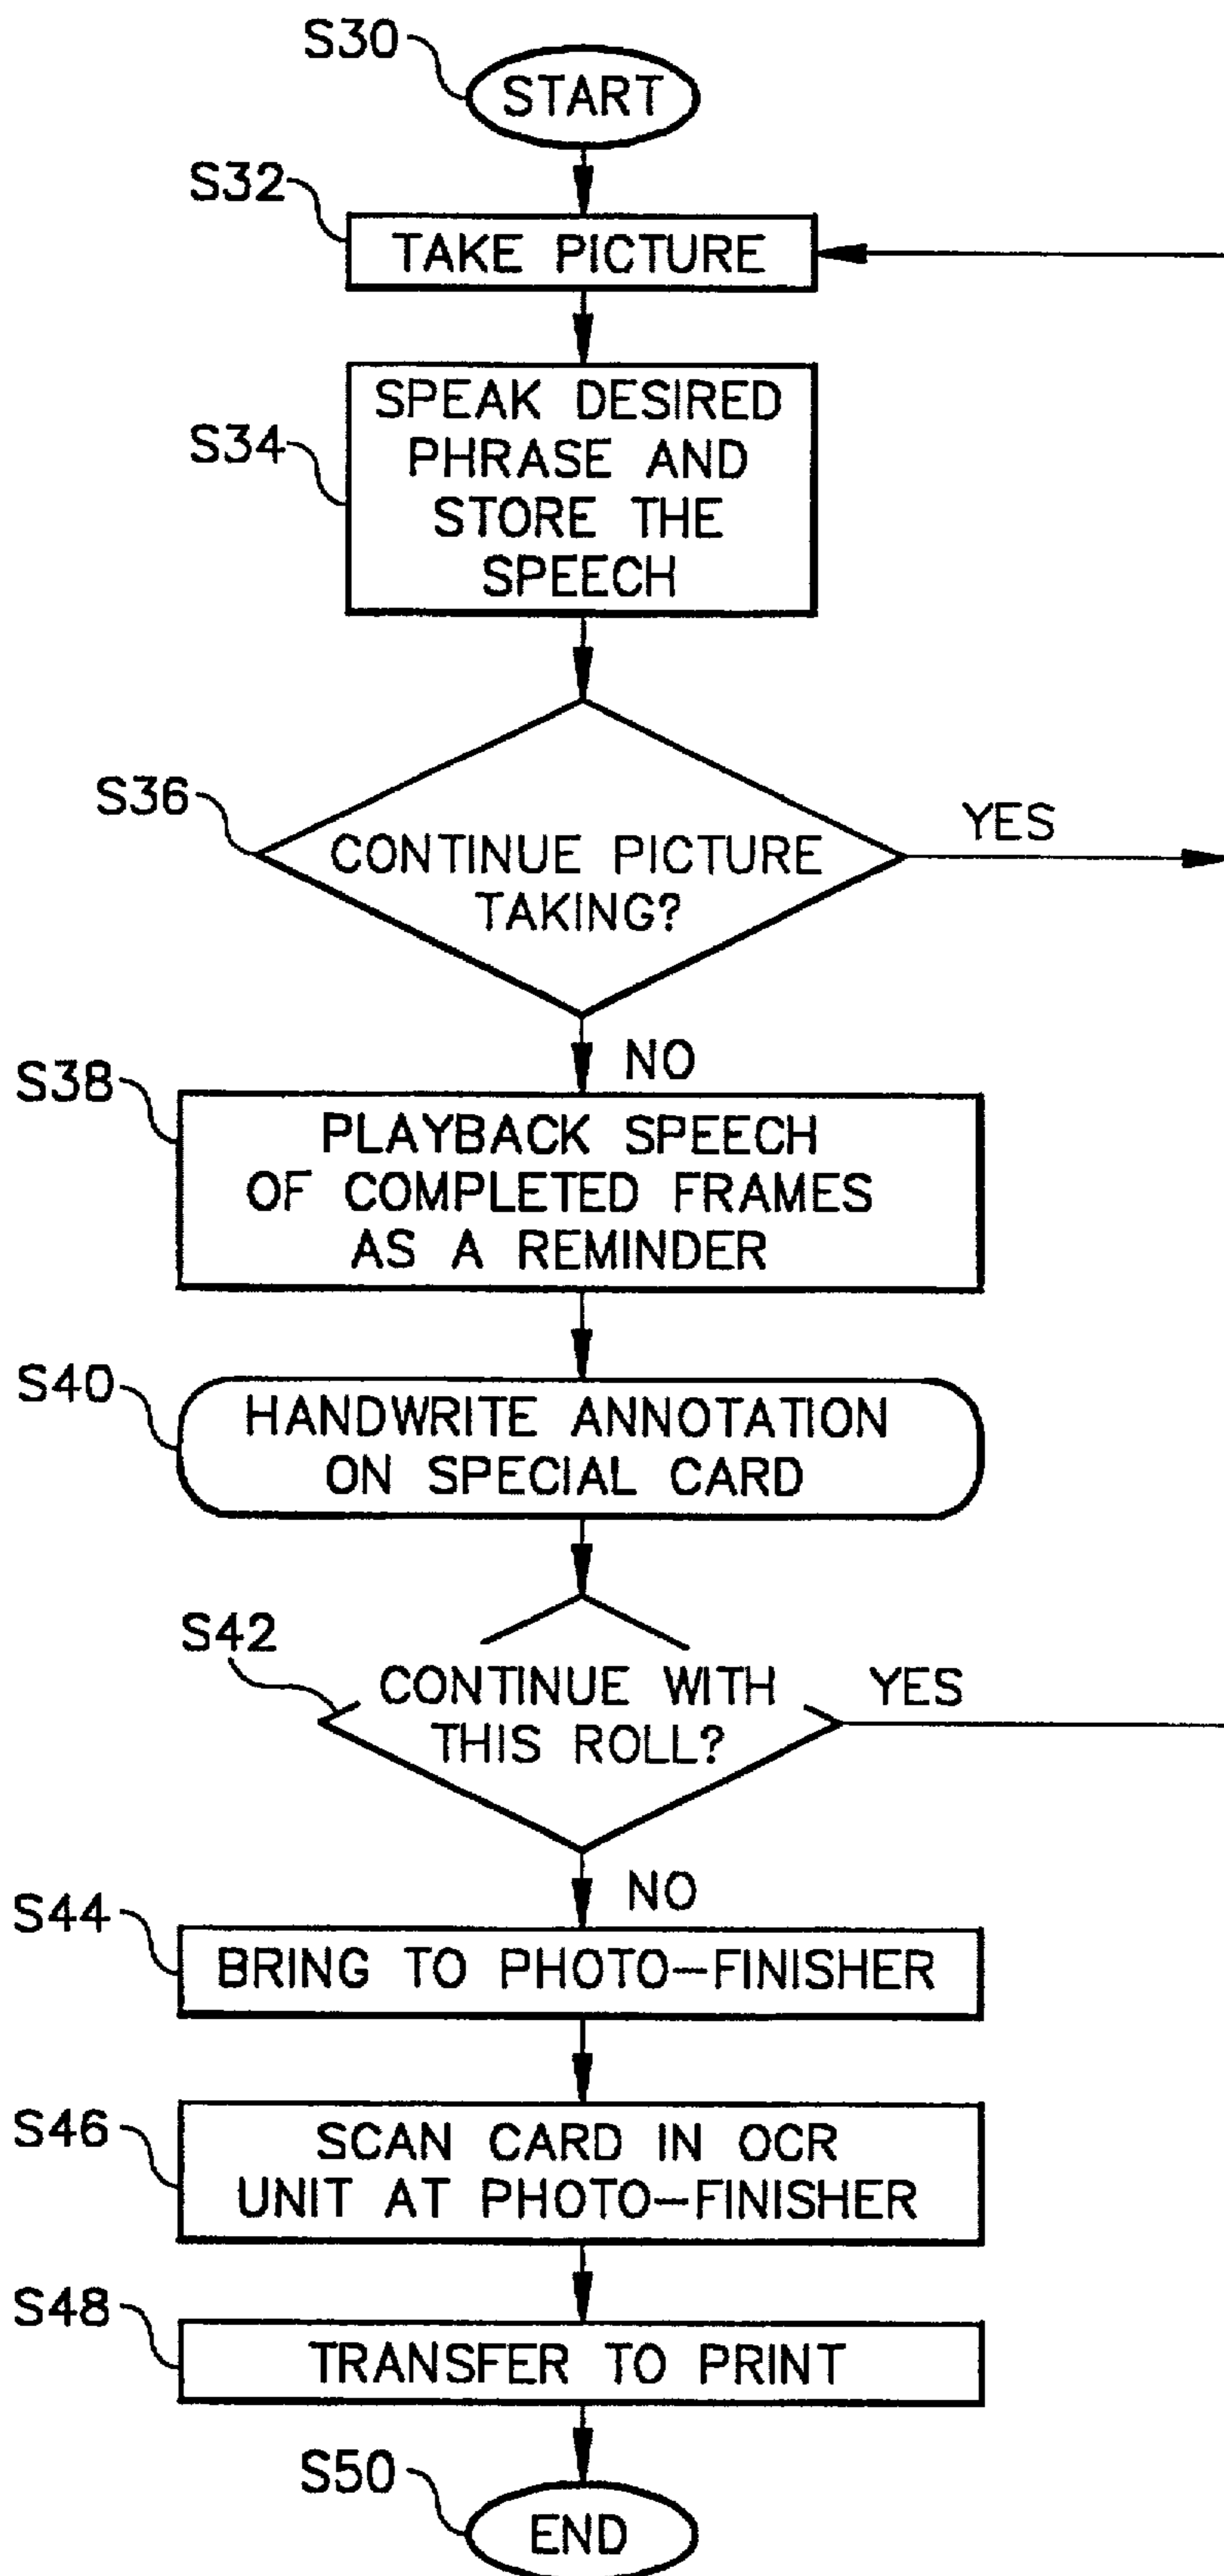 S30
START
S32
TAKE PICTURE
S34
SPEAK DESIRED
PHRASE AND
STORE THE
SPEECH
S36
CONTINUE PICTURE
TAKING?
YES
NO
S38
PLAYBACK SPEECH
OF COMPLETED FRAMES
AS A REMINDER
S40
HANDWRITE ANNOTATION
ON SPECIAL CARD
S42
CONTINUE WITH
THIS ROLL?
YES
NO
S44
BRING TO PHOTO-FINISHER
S46
SCAN CARD IN OCR
UNIT AT PHOTO-FINISHER
S48
TRANSFER TO PRINT
S50
END